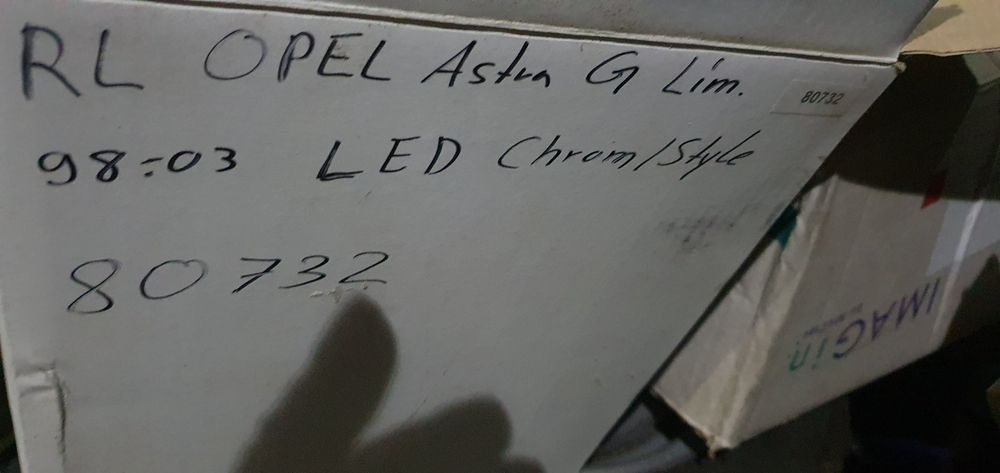 RL OPEL Astra G Lim.
80732
98-03 LED Chrom/Style
80732
IMAGin